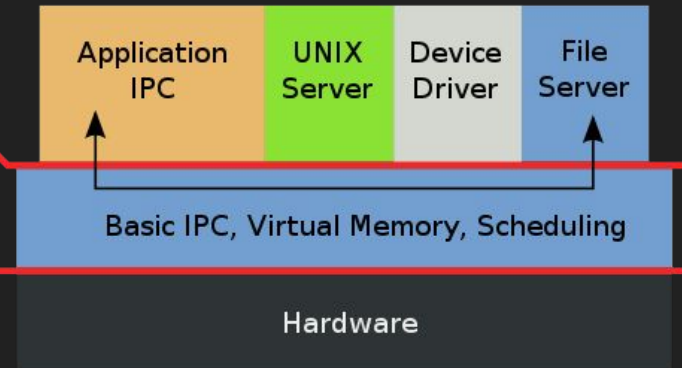 Application
IPC
UNIX
Server
Device
Driver
File
Server
Basic IPC, Virtual Memory, Scheduling
Hardware